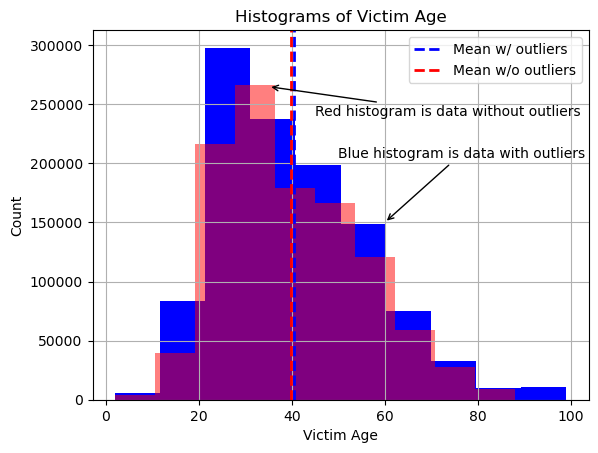 Histograms of Victim Age
Mean w/ outliers
Mean w/o outliers
Red histogram is data without outliers
Blue histogram is data with outliers
Count
300000
250000
200000
150000
100000
50000
0
0 20 40 60 80 100
Victim Age